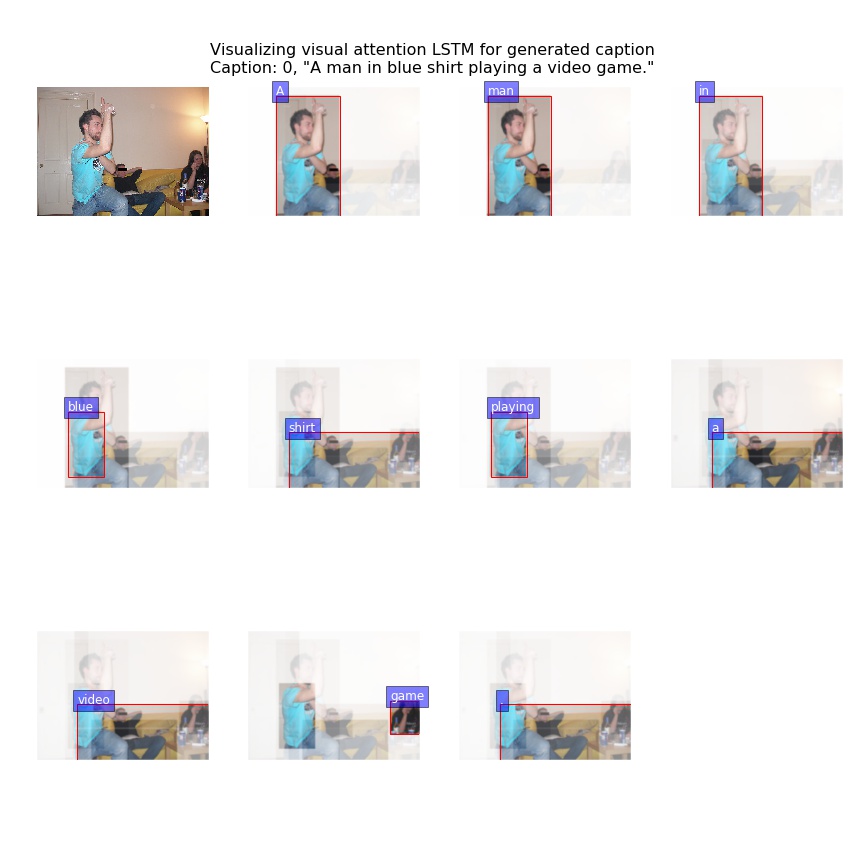 Visualizing visual attention LSTM for generated caption
Caption: 0, "A man in blue shirt playing a video game."
A
man
in
blue
shirt
playing
a
video
game
.